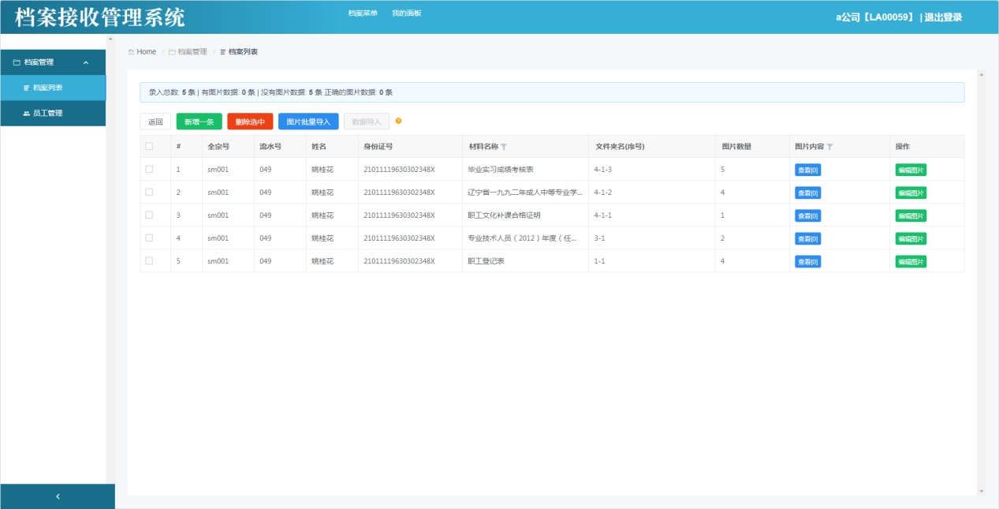 档案接收管理系统
档案菜单 我的面板
a公司【LA00059】 | 退出登录
档案管理
档案列表
员工管理
Home / 档案管理 / 档案列表
录入总数: 5 条 | 有图片数据: 0 条 | 没有图片数据: 5 条 正确的图片数据: 0 条
返回 新增一条 删除选中 图片批量导入 数据导入
# 全宗号 流水号 姓名 身份证号 材料名称 文件夹名(序号) 图片数量 图片内容 操作
1 sm001 049 姚桂花 21011119630302348X 毕业实习成绩考核表 4-1-3 5 查看[0] 编辑图片
2 sm001 049 姚桂花 21011119630302348X 辽宁省一九九二年成人中等专业学... 4-1-2 4 查看[0] 编辑图片
3 sm001 049 姚桂花 21011119630302348X 职工文化补课合格证明 4-1-1 1 查看[0] 编辑图片
4 sm001 049 姚桂花 21011119630302348X 专业技术人员（2012）年度（任... 3-1 2 查看[0] 编辑图片
5 sm001 049 姚桂花 21011119630302348X 职工登记表 1-1 4 查看[0] 编辑图片